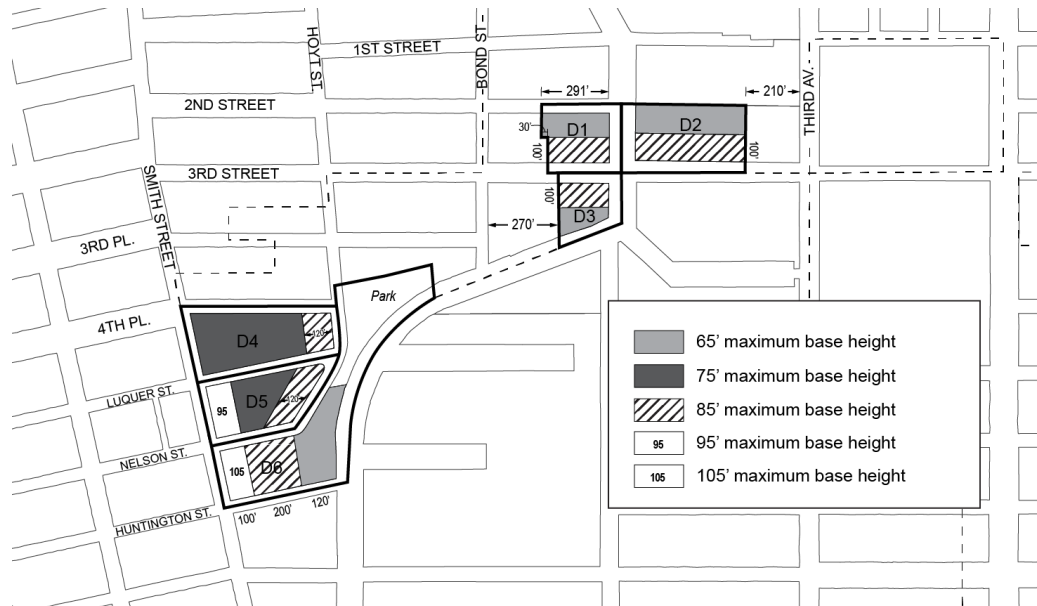 HOYT ST.
1ST STREET
BOND ST.
THIRD AV.
2ND STREET
291'
210'
30'
D1
D2
100'
100'
3RD STREET
SMITH STREET
100'
D3
270'
3RD PL.
Park
4TH PL.
D4
120'
LUQUER ST.
95
D5
120'
NELSON ST.
105
D6
HUNTINGTON ST.
100'
200'
120'
65' maximum base height
75' maximum base height
85' maximum base height
95
95' maximum base height
105
105' maximum base height